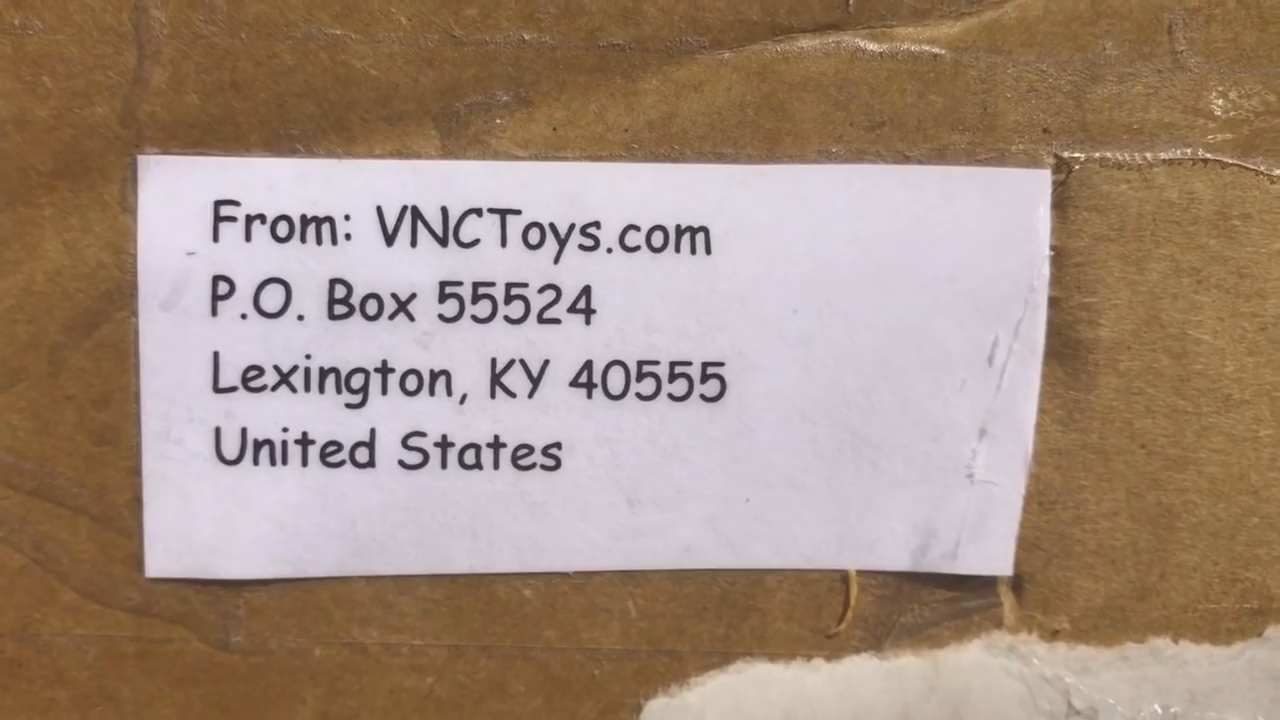 From: VNCToys.com
P.O. Box 55524
Lexington, KY 40555
United States